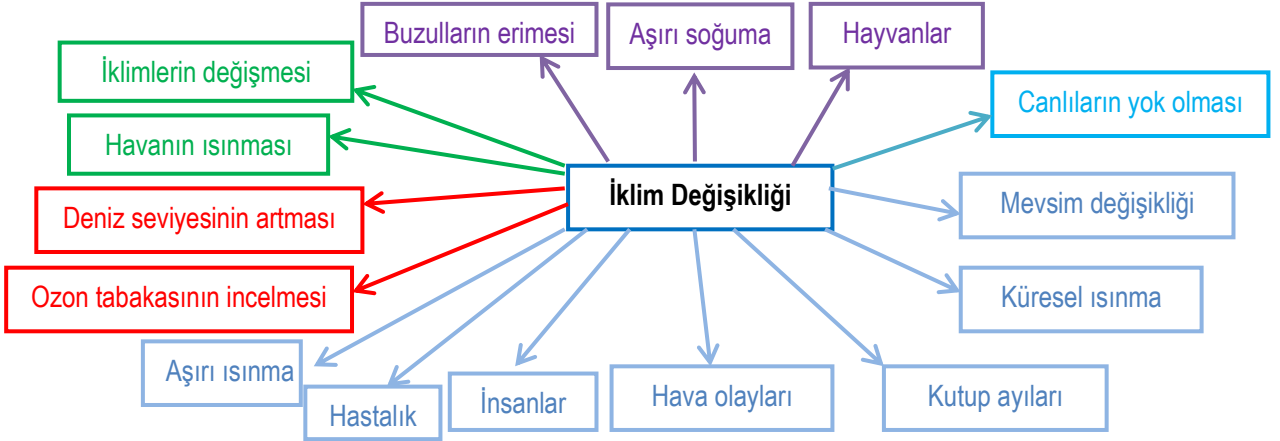 Buzulların erimesi
Aşırı soğuma
Hayvanlar
İklimlerin değişmesi
Canlıların yok olması
Havanın ısınması
İklim Değişikliği
Mevsim değişikliği
Deniz seviyesinin artması
Ozon tabakasının incelmesi
Küresel ısınma
Aşırı ısınma
Hastalık
İnsanlar
Hava olayları
Kutup ayıları